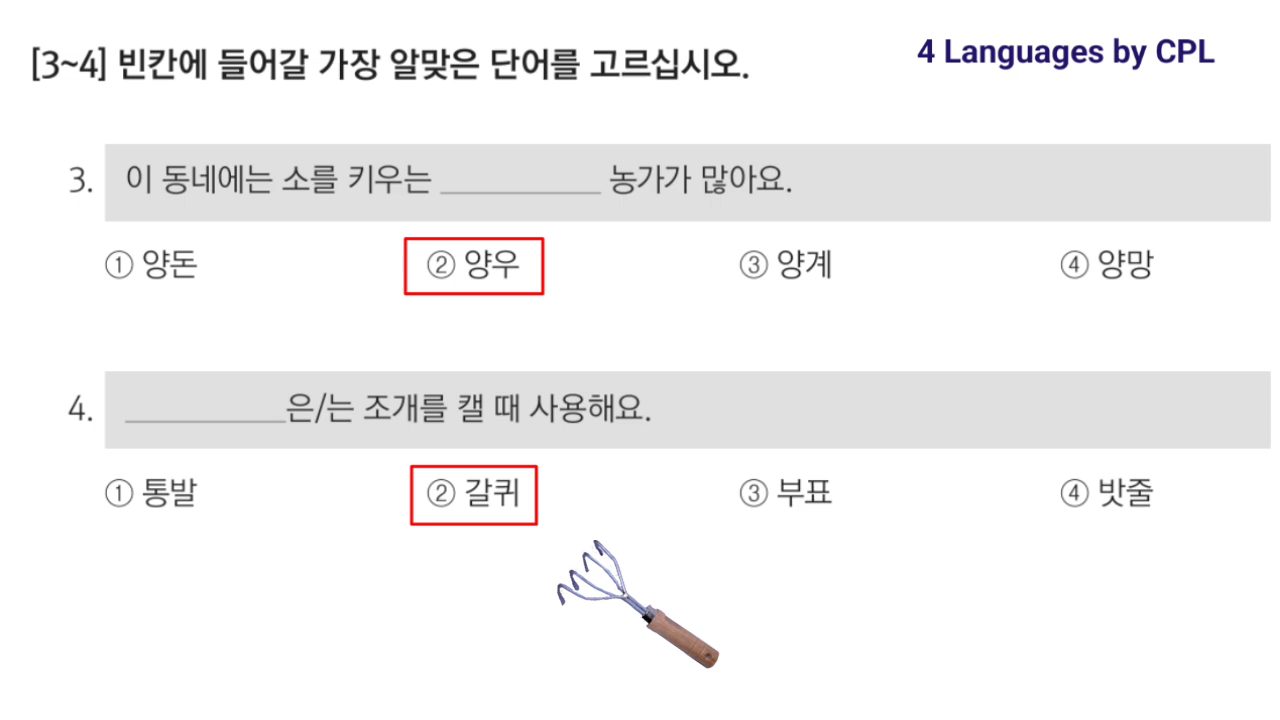 [3~4] 빈칸에 들어갈 가장 알맞은 단어를 고르십시오.
4 Languages by CPL
3. 이 동네에는 소를 키우는 __________ 농가가 많아요.
① 양돈 ② 양우 ③ 양계 ④ 양망
4. __________은/는 조개를 캘 때 사용해요.
① 통발 ② 갈퀴 ③ 부표 ④ 밧줄